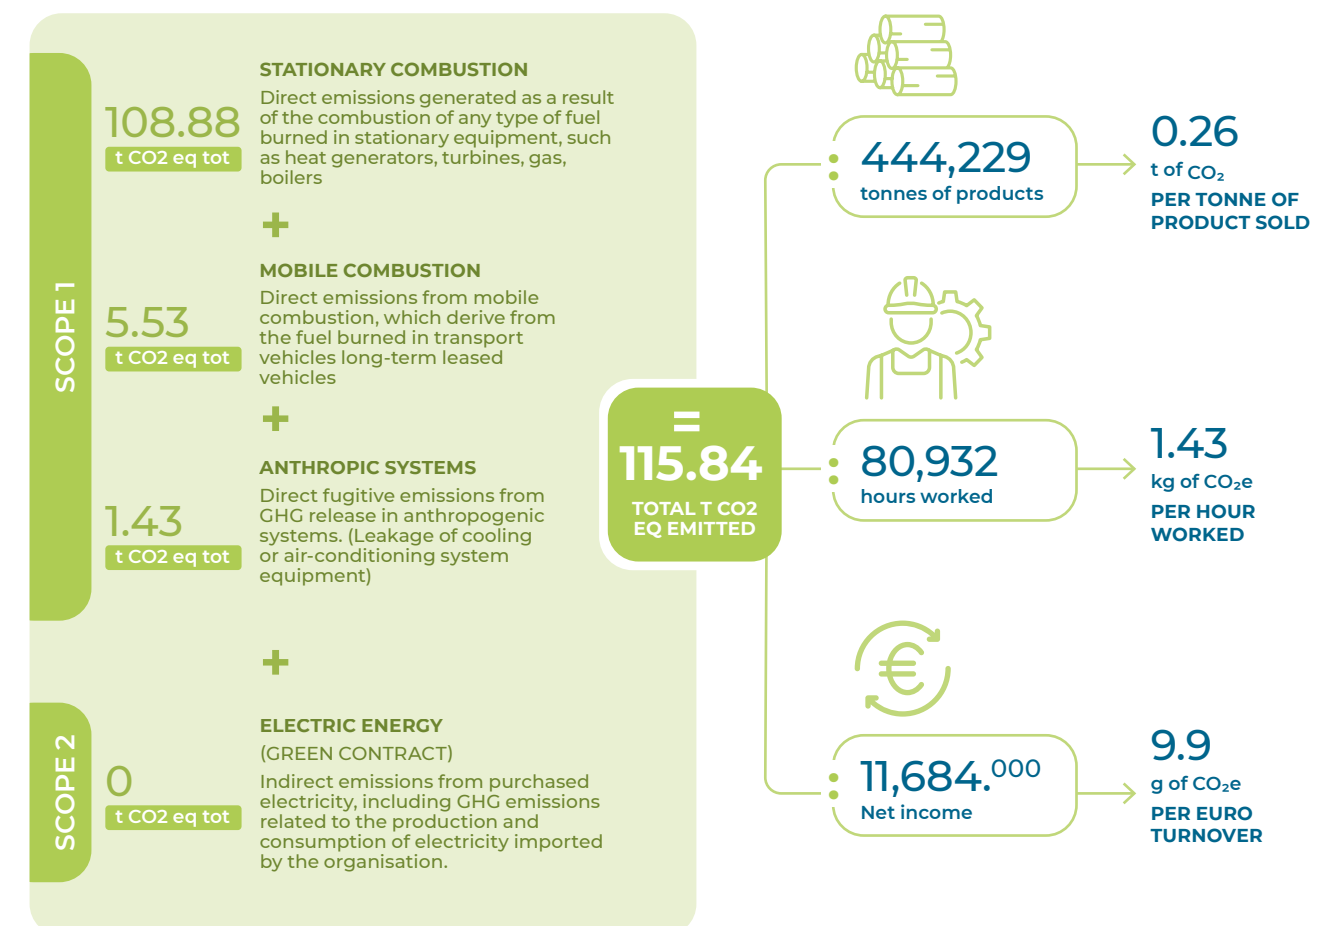 SCOPE 1
108.88
t CO2 eq tot
STATIONARY COMBUSTION
Direct emissions generated as a result
of the combustion of any type of fuel
burned in stationary equipment, such
as heat generators, turbines, gas,
boilers
+
5.53
t CO2 eq tot
MOBILE COMBUSTION
Direct emissions from mobile
combustion, which derive from
the fuel burned in transport
vehicles long-term leased
vehicles
+
1.43
t CO2 eq tot
ANTHROPIC SYSTEMS
Direct fugitive emissions from
GHG release in anthropogenic
systems. (Leakage of cooling
or air-conditioning system
equipment)
+
SCOPE 2
0
t CO2 eq tot
ELECTRIC ENERGY
(GREEN CONTRACT)
Indirect emissions from purchased
electricity, including GHG emissions
related to the production and
consumption of electricity imported
by the organisation.
=
115.84
TOTAL T CO2
EQ EMITTED
444,229
tonnes of products
0.26
t of CO₂
PER TONNE OF
PRODUCT SOLD
80,932
hours worked
1.43
kg of CO₂e
PER HOUR
WORKED
€
11,684.000
Net income
9.9
g of CO₂e
PER EURO
TURNOVER